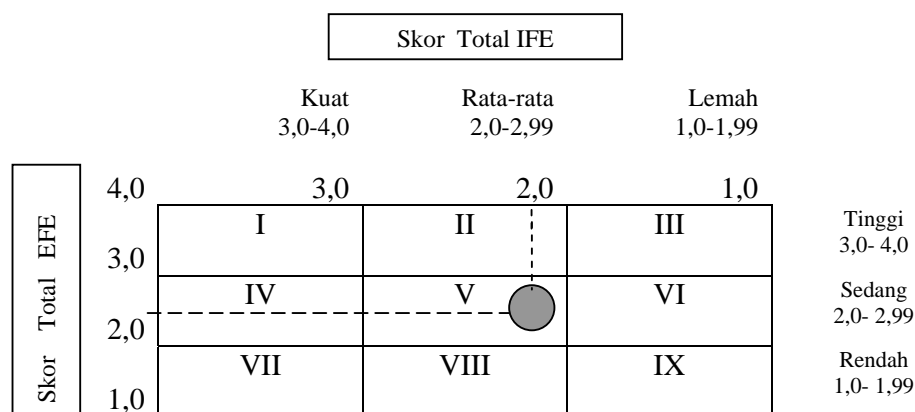 Skor Total IFE
Kuat Rata-rata Lemah
3,0-4,0 2,0-2,99 1,0-1,99
4,0 3,0 2,0 1,0
I II III
Tinggi
3,0- 4,0
3,0
IV V VI
Sedang
2,0- 2,99
2,0
VII VIII IX
Rendah
1,0- 1,99
1,0
Skor Total EFE